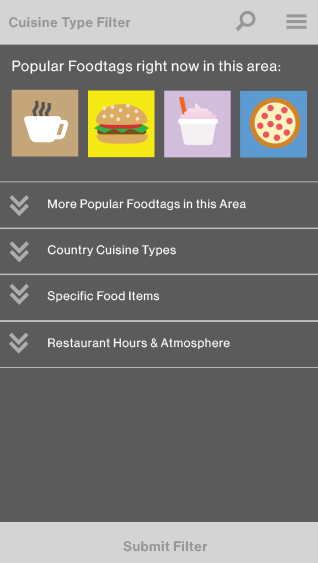 Cuisine Type Filter
Popular Foodtags right now in this area:
More Popular Foodtags in this Area
Country Cuisine Types
Specific Food Items
Restaurant Hours & Atmosphere
Submit Filter